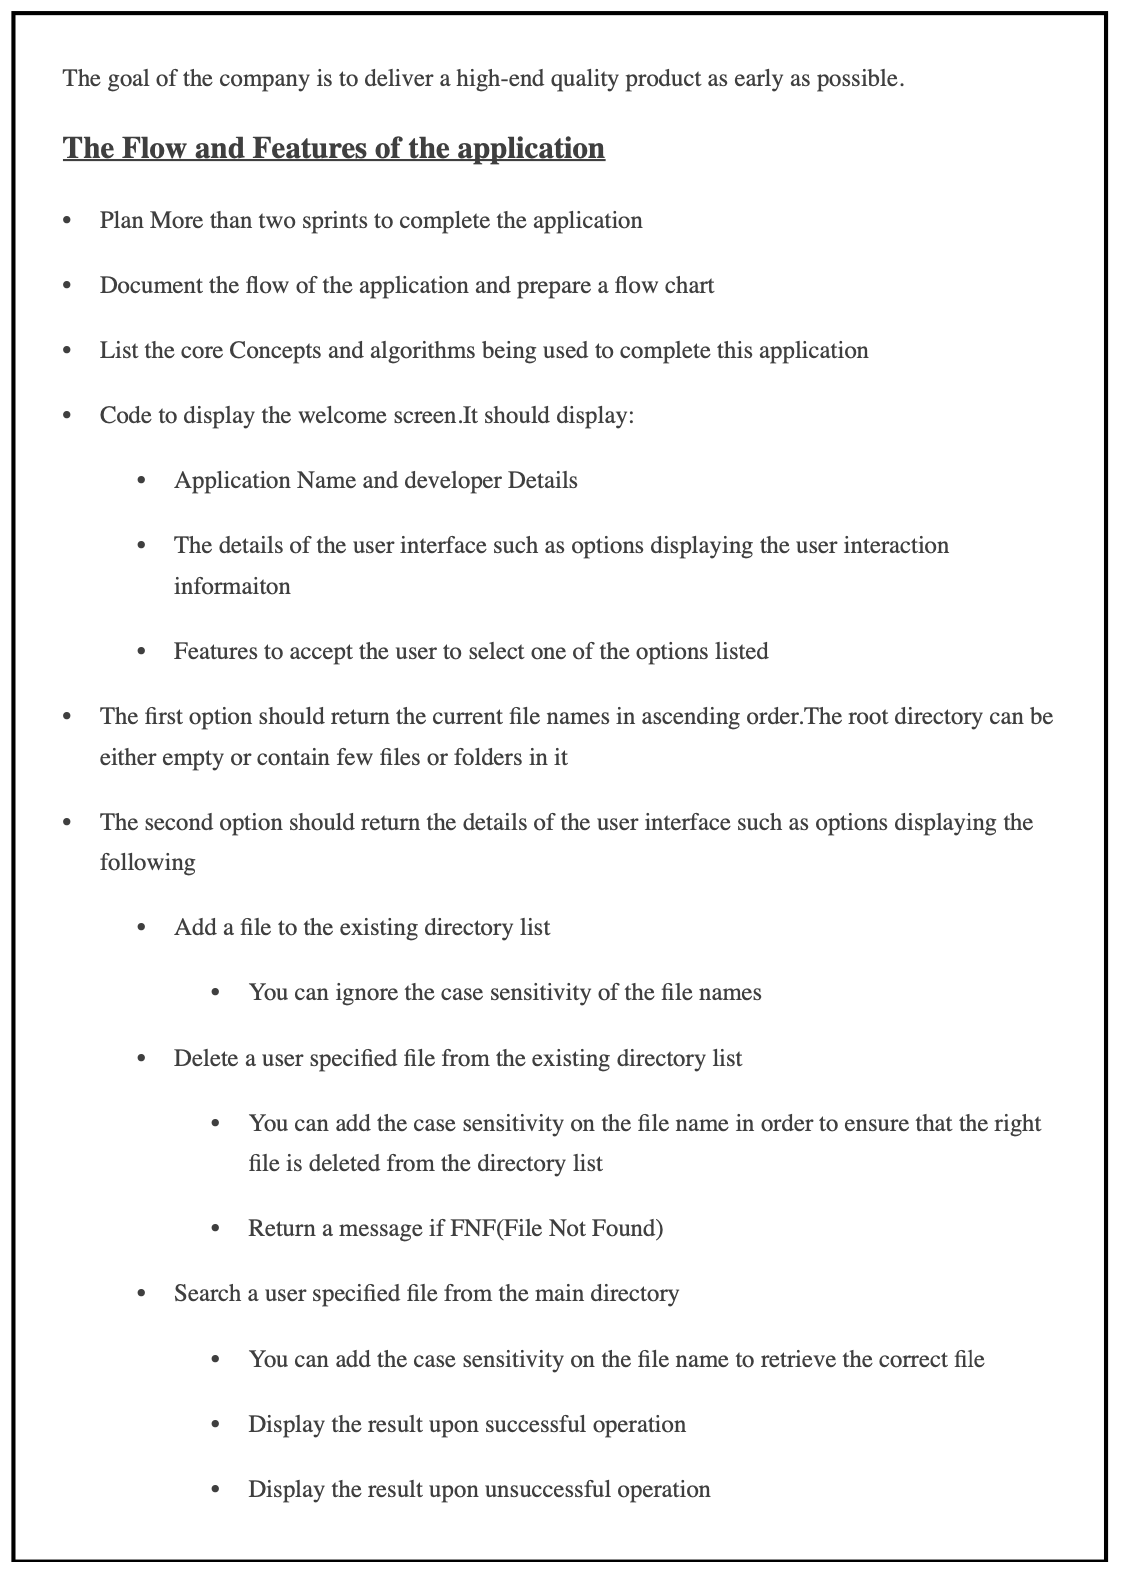 The goal of the company is to deliver a high-end quality product as early as possible.
The Flow and Features of the application
• Plan More than two sprints to complete the application
• Document the flow of the application and prepare a flow chart
• List the core Concepts and algorithms being used to complete this application
• Code to display the welcome screen.It should display:
• Application Name and developer Details
• The details of the user interface such as options displaying the user interaction
informaiton
• Features to accept the user to select one of the options listed
• The first option should return the current file names in ascending order.The root directory can be
either empty or contain few files or folders in it
• The second option should return the details of the user interface such as options displaying the
following
• Add a file to the existing directory list
• You can ignore the case sensitivity of the file names
• Delete a user specified file from the existing directory list
• You can add the case sensitivity on the file name in order to ensure that the right
file is deleted from the directory list
• Return a message if FNF(File Not Found)
• Search a user specified file from the main directory
• You can add the case sensitivity on the file name to retrieve the correct file
• Display the result upon successful operation
• Display the result upon unsuccessful operation